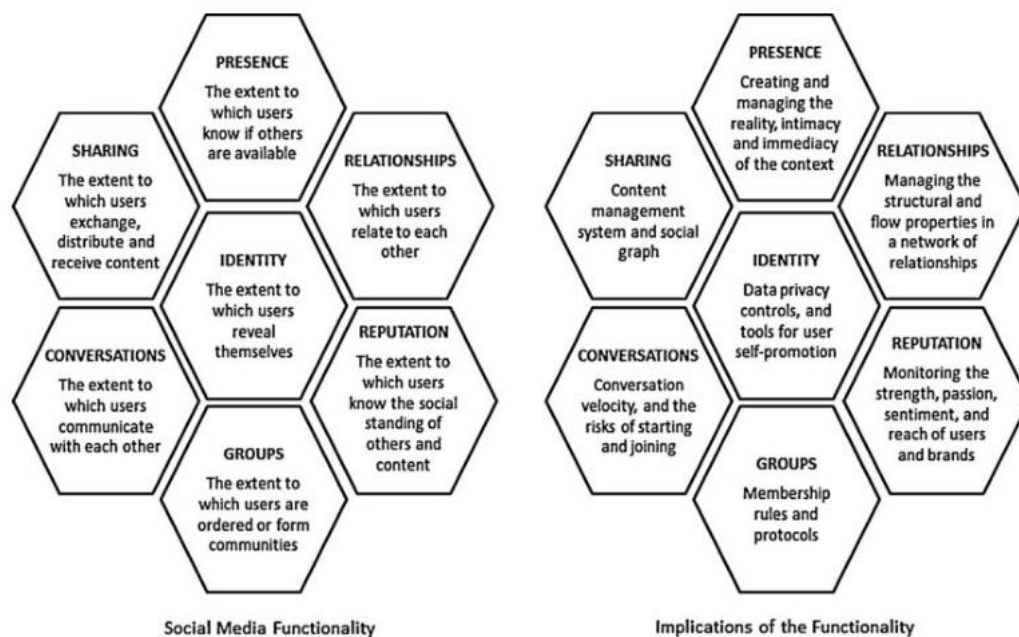 PRESENCE
The extent to
which users
know if others
are available
SHARING
The extent to
which users
exchange,
distribute and
receive content
RELATIONSHIPS
The extent to
which users
relate to each
other
IDENTITY
The extent to
which users
reveal
themselves
CONVERSATIONS
The extent to
which users
communicate
with each other
REPUTATION
The extent to
which users
know the social
standing of
others and
content
GROUPS
The extent to
which users are
ordered or form
communities
Social Media Functionality
PRESENCE
Creating and
managing the
reality, intimacy
and immediacy
of the context
SHARING
Content
management
system and social
graph
RELATIONSHIPS
Managing the
structural and
flow properties in
a network of
relationships
IDENTITY
Data privacy
controls, and
tools for user
self-promotion
CONVERSATIONS
Conversation
velocity, and the
risks of starting
and joining
REPUTATION
Monitoring the
strength, passion,
sentiment, and
reach of users
and brands
GROUPS
Membership
rules and
protocols
Implications of the Functionality